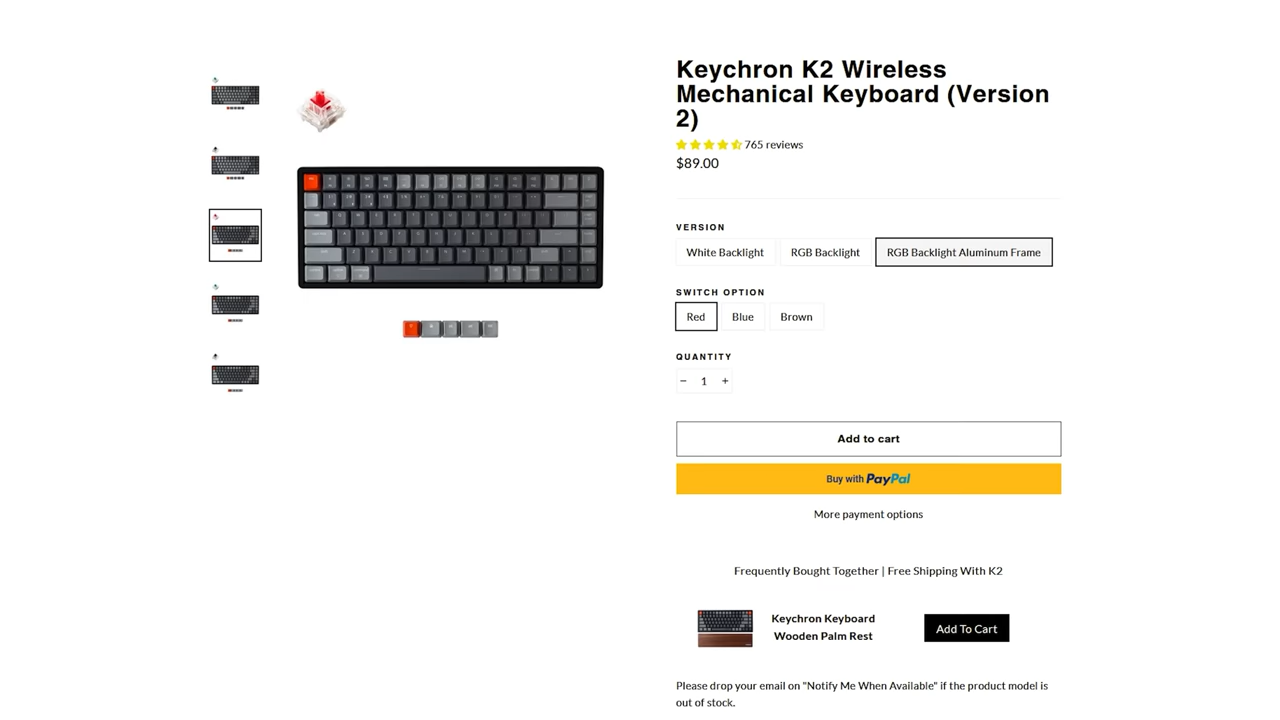 Keychron K2 Wireless
Mechanical Keyboard (Version
2)
765 reviews
$89.00
VERSION
White Backlight
RGB Backlight
RGB Backlight Aluminum Frame
SWITCH OPTION
Red
Blue
Brown
QUANTITY
− 1 +
Add to cart
Buy with PayPal
More payment options
Frequently Bought Together | Free Shipping With K2
Keychron Keyboard
Wooden Palm Rest
Add To Cart
Please drop your email on "Notify Me When Available" if the product model is
out of stock.